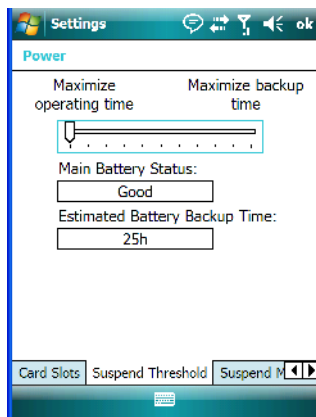 Settings ok
Power
Maximize operating time
Maximize backup time
Main Battery Status:
Good
Estimated Battery Backup Time:
25h
Card Slots Suspend Threshold Suspend M